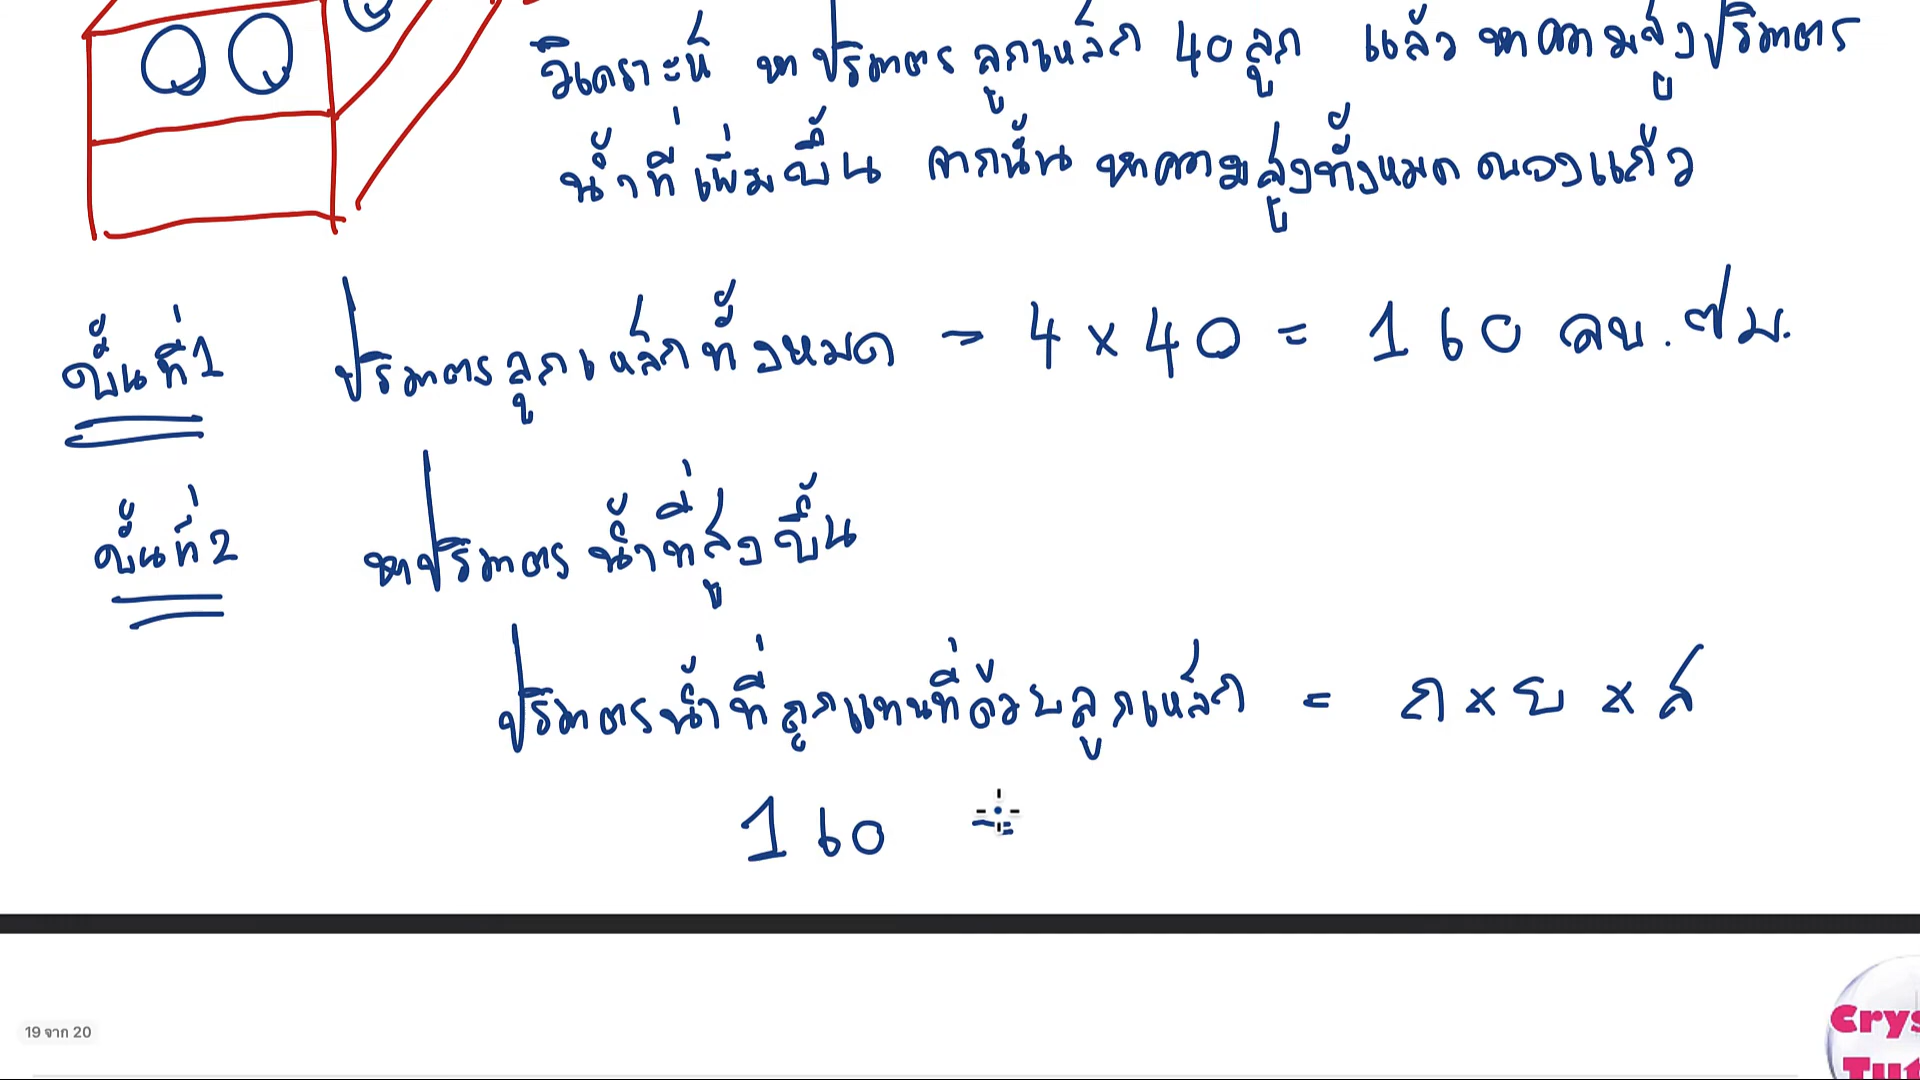 วิเคราะห์ หาปริมาตรลูกเหล็ก 40 ลูก แล้วหาความสูงปริมาตร
น้ำที่เพิ่มขึ้น จากนั้น หาความสูงทั้งหมดของแก้ว
ขั้นที่1 ปริมาตรลูกเหล็กทั้งหมด = 4 × 40 = 160 ลบ.ซม.
ขั้นที่2 หาปริมาตรน้ำที่สูงขึ้น
ปริมาตรน้ำที่ถูกแทนที่ด้วยลูกเหล็ก = ก × ย × ส
160 =
19 จาก 20